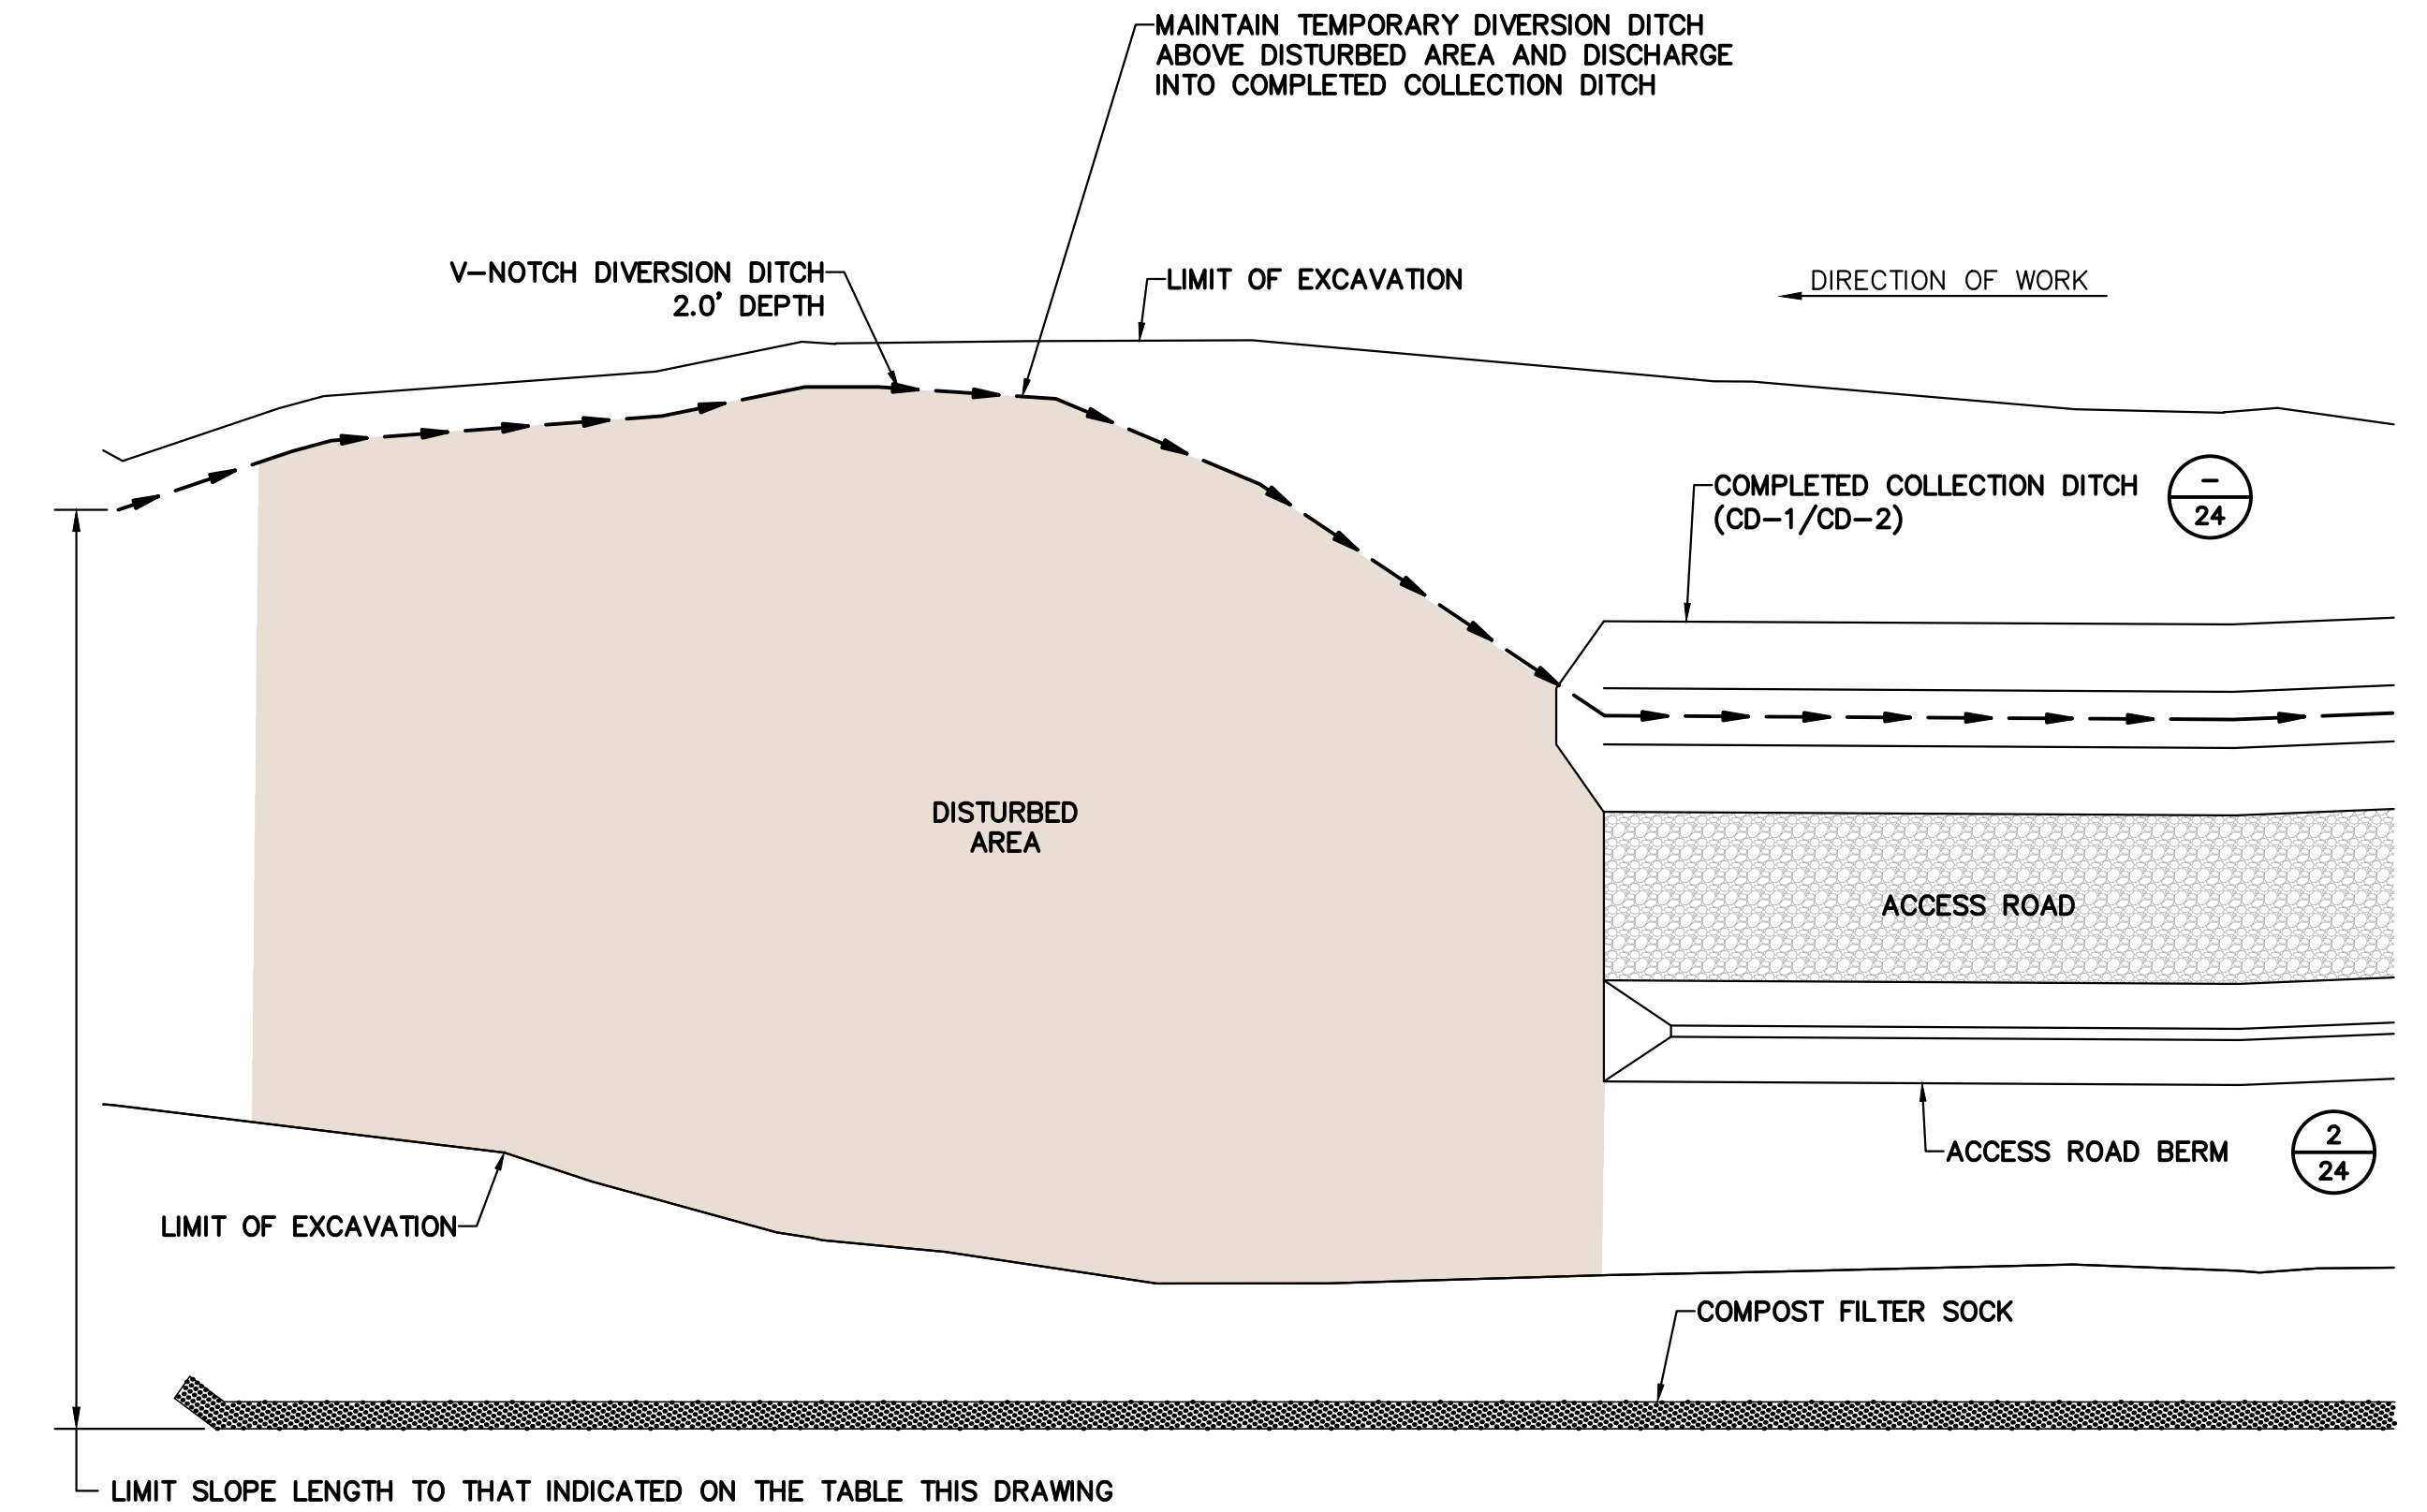 MAINTAIN TEMPORARY DIVERSION DITCH
ABOVE DISTURBED AREA AND DISCHARGE
INTO COMPLETED COLLECTION DITCH
V-NOTCH DIVERSION DITCH
2.0' DEPTH
LIMIT OF EXCAVATION
DIRECTION OF WORK
COMPLETED COLLECTION DITCH
(CD-1/CD-2)
-
24
DISTURBED
AREA
ACCESS ROAD
ACCESS ROAD BERM
2
24
LIMIT OF EXCAVATION
COMPOST FILTER SOCK
LIMIT SLOPE LENGTH TO THAT INDICATED ON THE TABLE THIS DRAWING